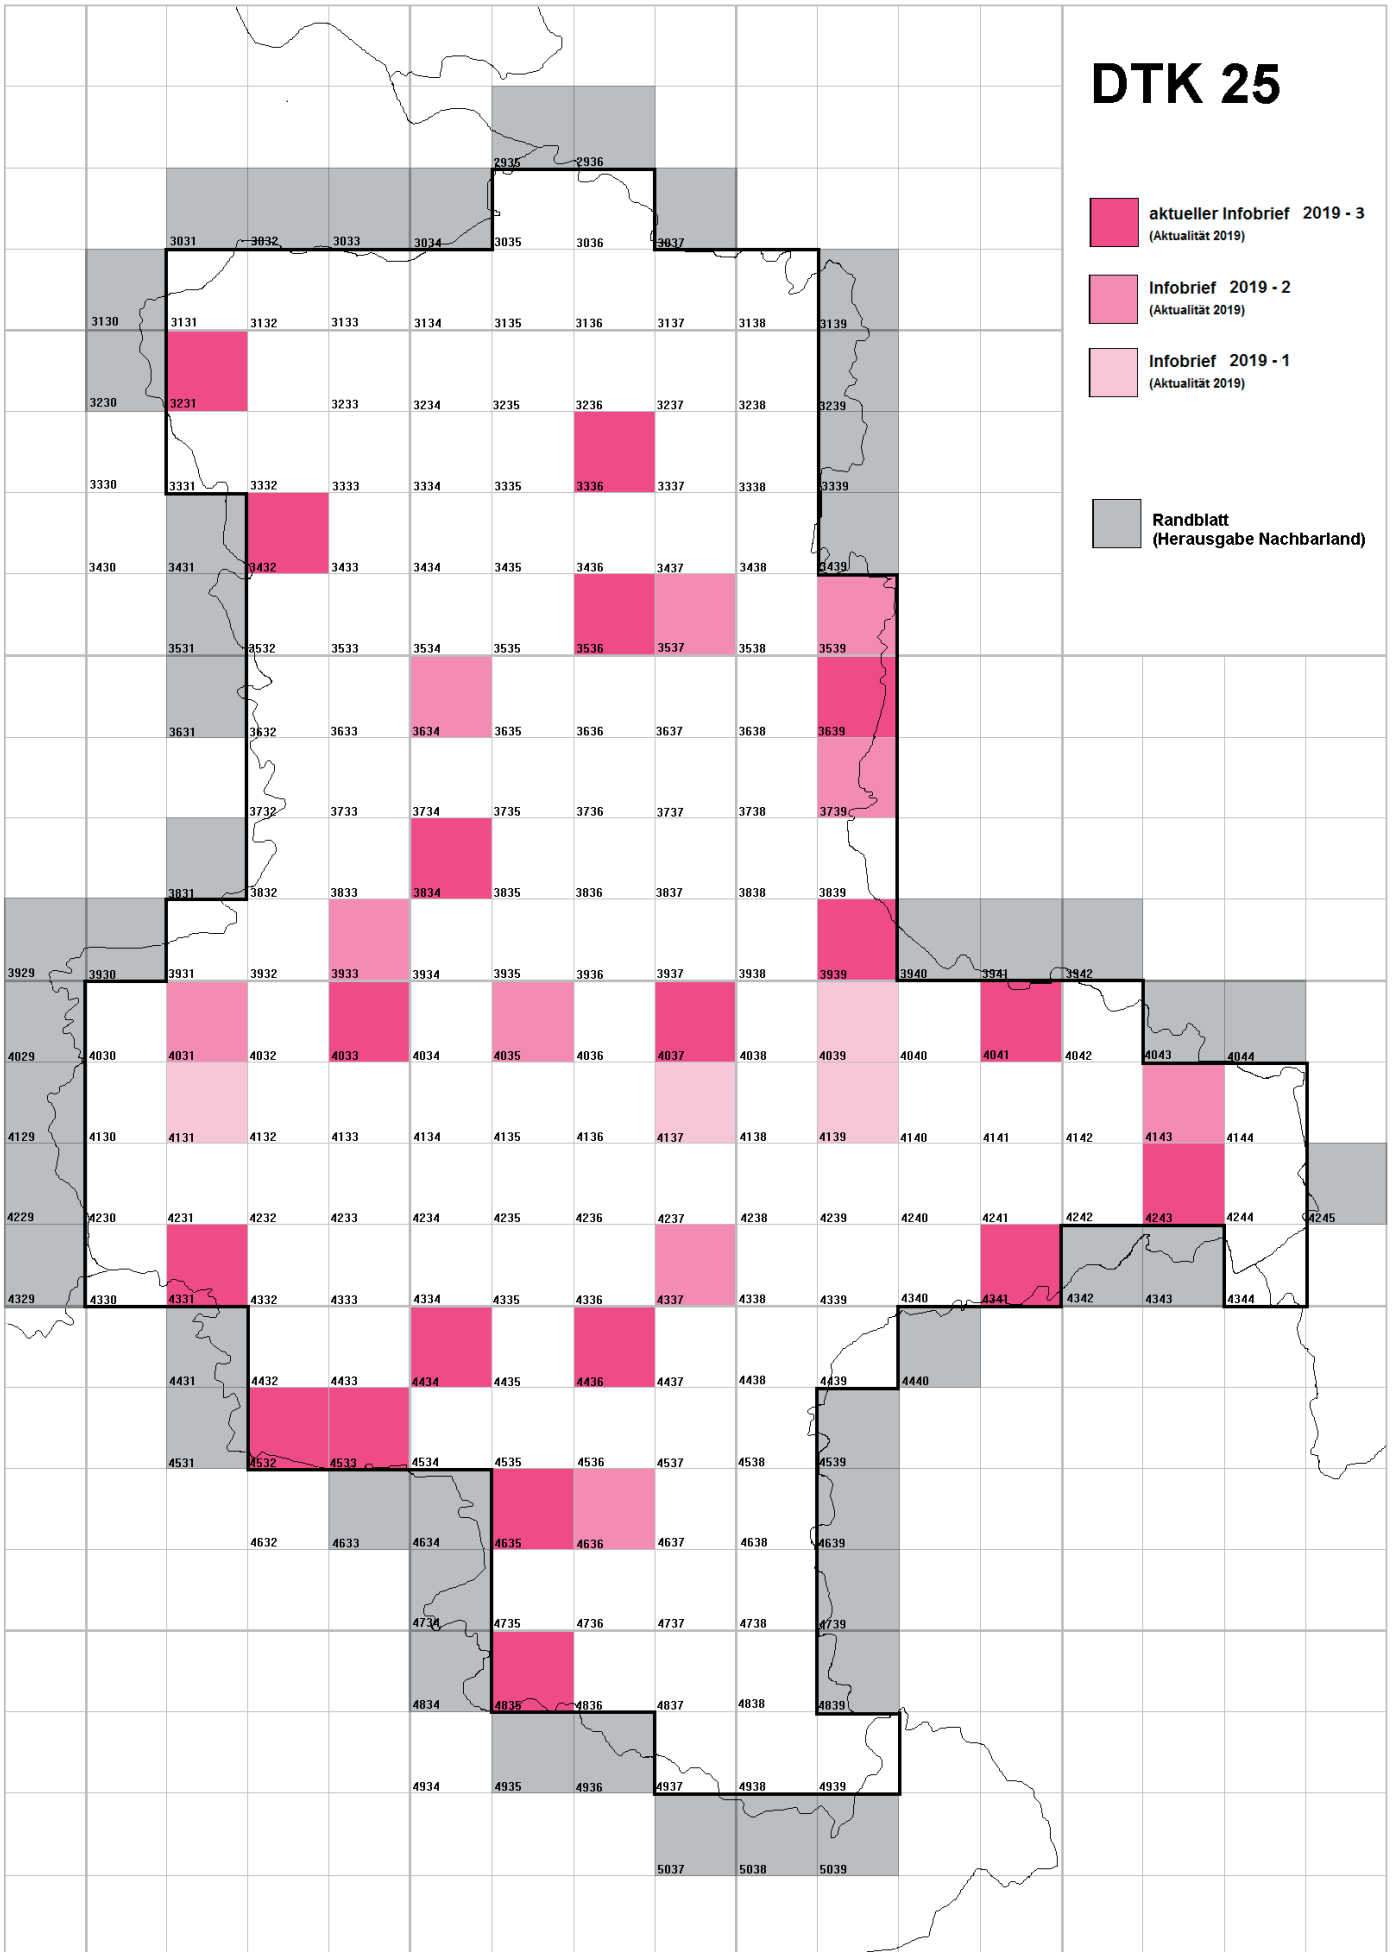 DTK 25
aktueller Infobrief 2019 - 3
(Aktualität 2019)
Infobrief 2019 - 2
(Aktualität 2019)
Infobrief 2019 - 1
(Aktualität 2019)
Randblatt
(Herausgabe Nachbarland)
2935 2936
3031 3032 3033 3034 3035 3036 3037
3130 3131 3132 3133 3134 3135 3136 3137 3138 3139
3230 3231 3233 3234 3235 3236 3237 3238 3239
3330 3331 3332 3333 3334 3335 3336 3337 3338 3339
3430 3431 3432 3433 3434 3435 3436 3437 3438 3439
3531 3532 3533 3534 3535 3536 3537 3538 3539
3631 3632 3633 3634 3635 3636 3637 3638 3639
3732 3733 3734 3735 3736 3737 3738 3739
3831 3832 3833 3834 3835 3836 3837 3838 3839
3929 3930 3931 3932 3933 3934 3935 3936 3937 3938 3939 3940 3941 3942
4029 4030 4031 4032 4033 4034 4035 4036 4037 4038 4039 4040 4041 4042 4043 4044
4129 4130 4131 4132 4133 4134 4135 4136 4137 4138 4139 4140 4141 4142 4143 4144
4229 4230 4231 4232 4233 4234 4235 4236 4237 4238 4239 4240 4241 4242 4243 4244 4245
4329 4330 4331 4332 4333 4334 4335 4336 4337 4338 4339 4340 4341 4342 4343 4344
4431 4432 4433 4434 4435 4436 4437 4438 4439 4440
4531 4532 4533 4534 4535 4536 4537 4538 4539
4632 4633 4634 4635 4636 4637 4638 4639
4734 4735 4736 4737 4738 4739
4834 4835 4836 4837 4838 4839
4934 4935 4936 4937 4938 4939
5037 5038 5039